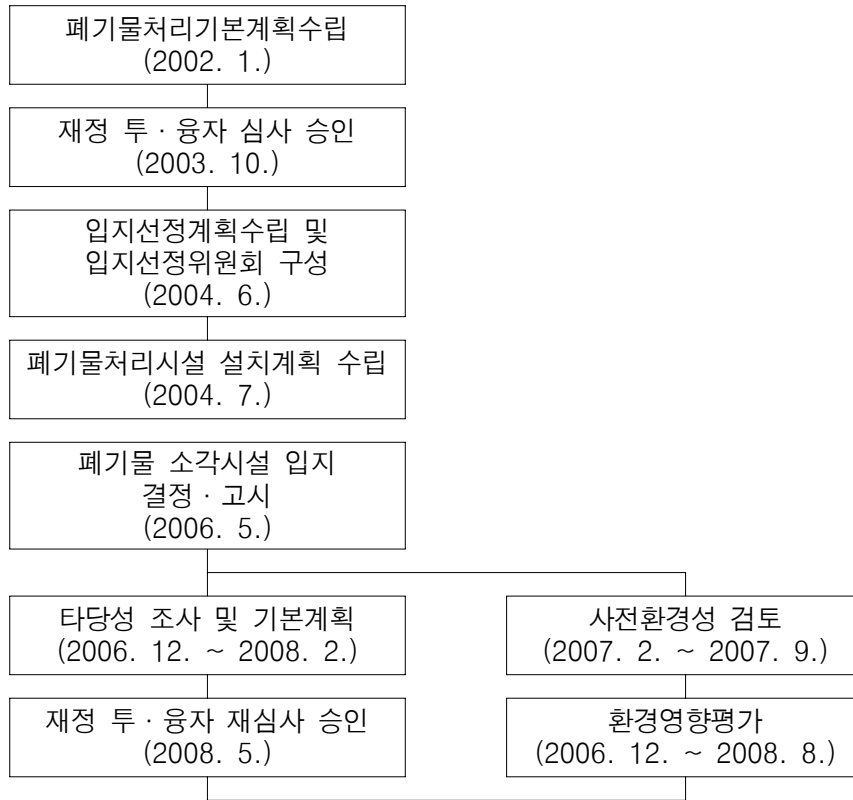 폐기물처리기본계획수립
(2002. 1.)
재정 투·융자 심사 승인
(2003. 10.)
입지선정계획수립 및
입지선정위원회 구성
(2004. 6.)
폐기물처리시설 설치계획 수립
(2004. 7.)
폐기물 소각시설 입지
결정·고시
(2006. 5.)
타당성 조사 및 기본계획
(2006. 12. ~ 2008. 2.)
사전환경성 검토
(2007. 2. ~ 2007. 9.)
재정 투·융자 재심사 승인
(2008. 5.)
환경영향평가
(2006. 12. ~ 2008. 8.)